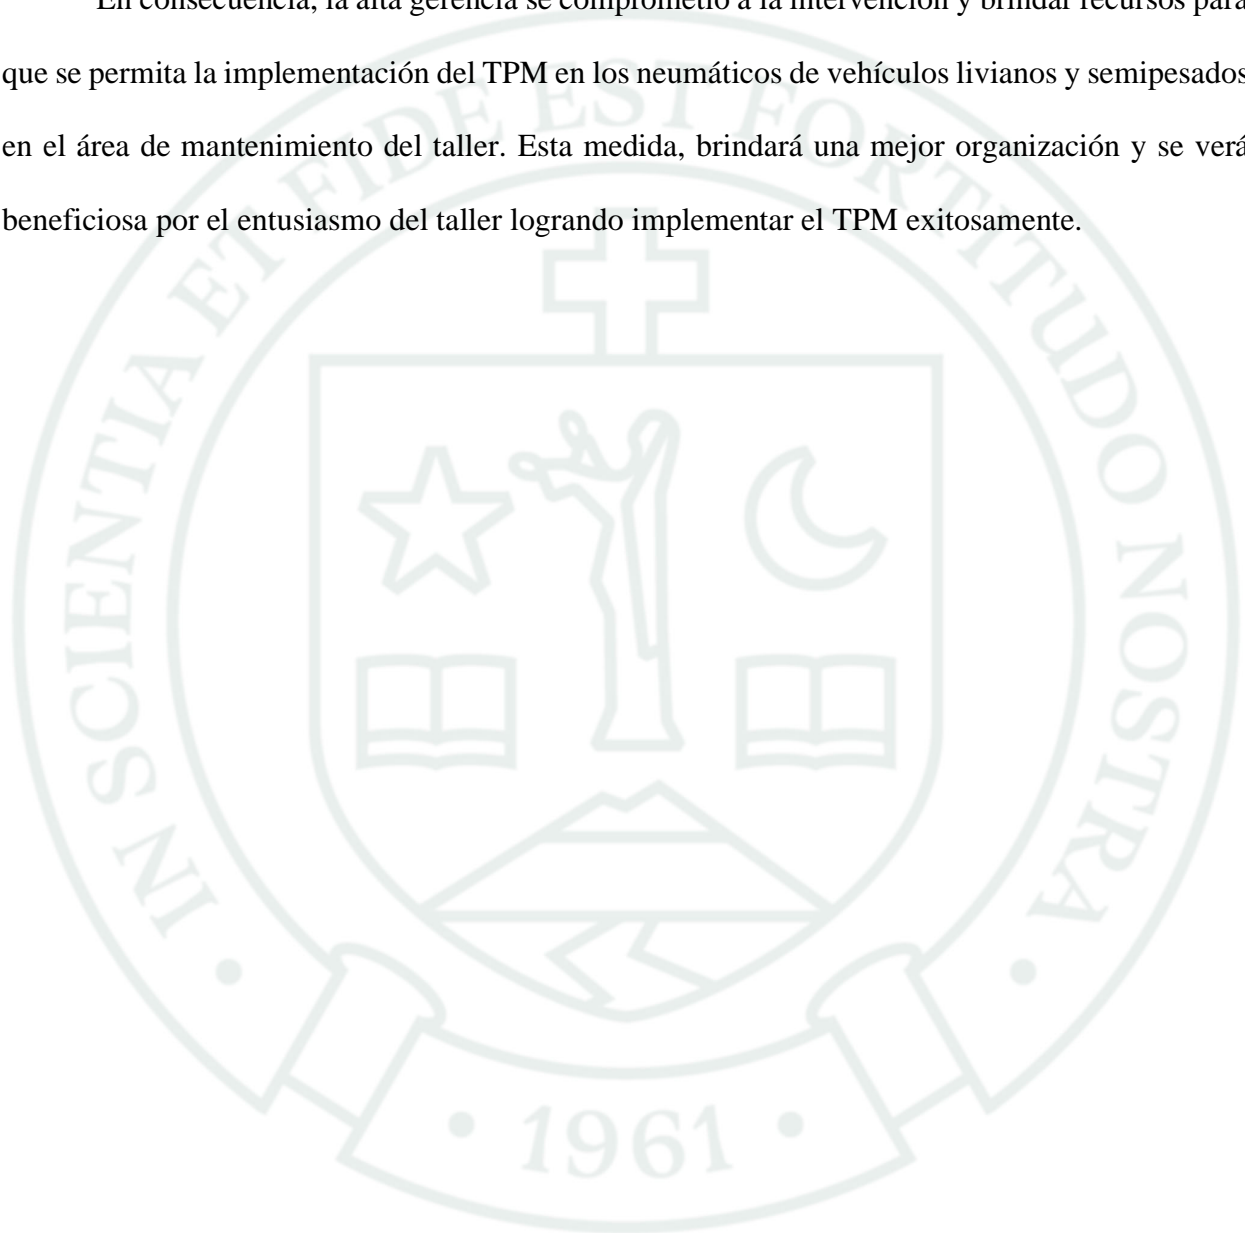 En consecuencia, la alta gerencia se comprometió a la intervención y brindar recursos para
que se permita la implementación del TPM en los neumáticos de vehículos livianos y semipesados
en el área de mantenimiento del taller. Esta medida, brindará una mejor organización y se verá
beneficiosa por el entusiasmo del taller logrando implementar el TPM exitosamente.
IN SCIENTIA ET FIDE EST FORTITUDO NOSTRA
• 1961 •